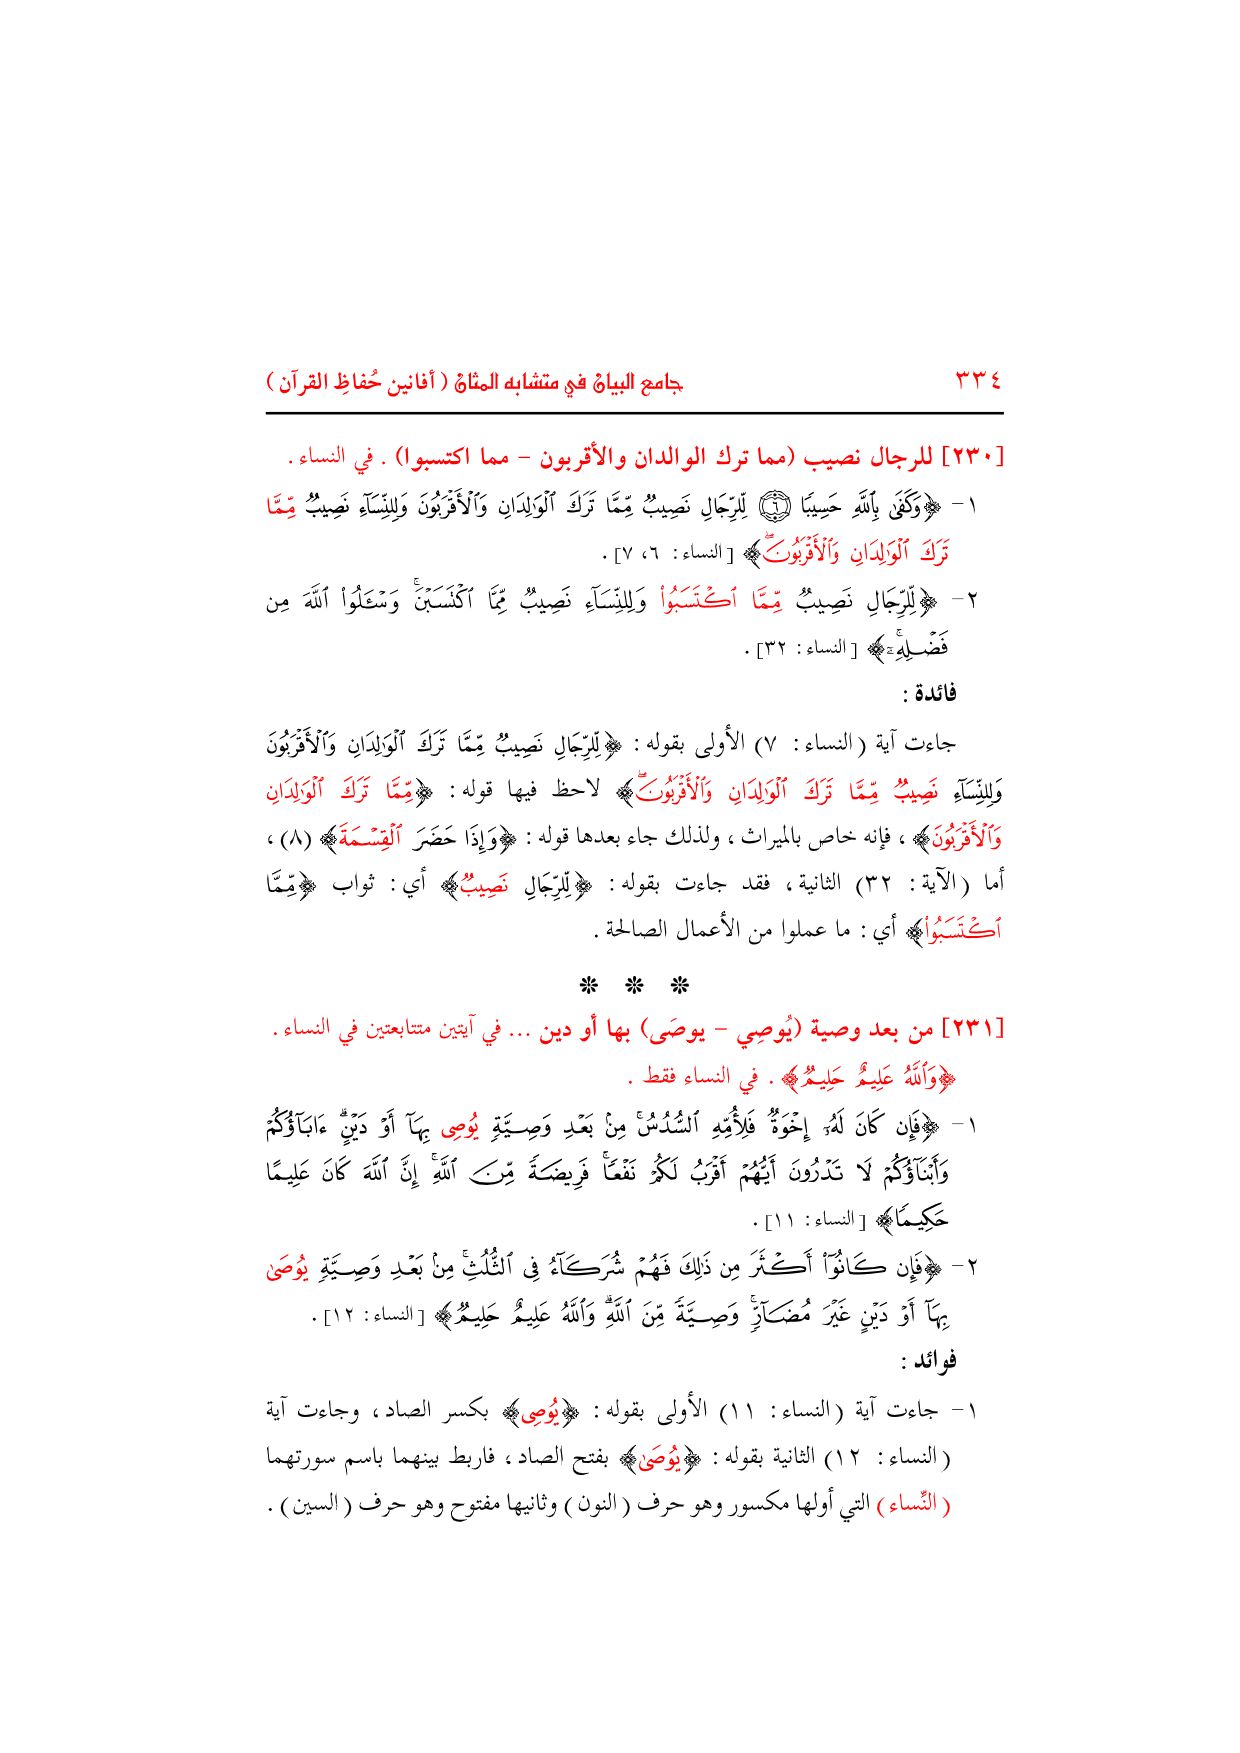 ٣٣٤
جامع البيان في متشابه المثان ( أفانين حُفاظِ القرآن )
[٢٣٠] للرجال نصيب (مما ترك الوالدان والأقربون – مما اكتسبوا) . في النساء .
١- ﴿وَكَفَىٰ بِٱللَّهِ حَسِيبًا ۝٦ لِّلرِّجَالِ نَصِيبٌ مِّمَّا تَرَكَ ٱلْوَٰلِدَانِ وَٱلْأَقْرَبُونَ وَلِلنِّسَآءِ نَصِيبٌ مِّمَّا
تَرَكَ ٱلْوَٰلِدَانِ وَٱلْأَقْرَبُونَۖ﴾ [النساء: ٦، ٧] .
٢- ﴿لِّلرِّجَالِ نَصِيبٌ مِّمَّا ٱكْتَسَبُوا۟ وَلِلنِّسَآءِ نَصِيبٌ مِّمَّا ٱكْتَسَبْنَۚ وَسْـَٔلُوا۟ ٱللَّهَ مِن
فَضْلِهِۦٓۚ﴾ [النساء: ٣٢] .
فائدة :
جاءت آية (النساء: ٧) الأولى بقوله: ﴿لِّلرِّجَالِ نَصِيبٌ مِّمَّا تَرَكَ ٱلْوَٰلِدَانِ وَٱلْأَقْرَبُونَ
وَلِلنِّسَآءِ نَصِيبٌ مِّمَّا تَرَكَ ٱلْوَٰلِدَانِ وَٱلْأَقْرَبُونَۖ﴾ لاحظ فيها قوله: ﴿مِّمَّا تَرَكَ ٱلْوَٰلِدَانِ
وَٱلْأَقْرَبُونَ﴾ ، فإنه خاص بالميراث ، ولذلك جاء بعدها قوله : ﴿وَإِذَا حَضَرَ ٱلْقِسْمَةَ﴾ (٨) ،
أما (الآية: ٣٢) الثانية ، فقد جاءت بقوله: ﴿لِّلرِّجَالِ نَصِيبٌ﴾ أي: ثواب ﴿مِّمَّا
ٱكْتَسَبُوا۟﴾ أي: ما عملوا من الأعمال الصالحة .
❊ ❊ ❊
[٢٣١] من بعد وصية (يُوصِي – يوصَى) بها أو دين ... في آيتين متتابعتين في النساء .
﴿وَٱللَّهُ عَلِيمٌ حَلِيمٌ﴾ . في النساء فقط .
١- ﴿فَإِن كَانَ لَهُۥٓ إِخْوَةٌ فَلِأُمِّهِ ٱلسُّدُسُۚ مِنۢ بَعْدِ وَصِيَّةٍ يُوصِى بِهَآ أَوْ دَيْنٍۗ ءَابَآؤُكُمْ
وَأَبْنَآؤُكُمْ لَا تَدْرُونَ أَيُّهُمْ أَقْرَبُ لَكُمْ نَفْعًاۚ فَرِيضَةً مِّنَ ٱللَّهِۗ إِنَّ ٱللَّهَ كَانَ عَلِيمًا
حَكِيمًا﴾ [النساء: ١١] .
٢- ﴿فَإِن كَانُوٓا۟ أَكْثَرَ مِن ذَٰلِكَ فَهُمْ شُرَكَآءُ فِى ٱلثُّلُثِۚ مِنۢ بَعْدِ وَصِيَّةٍ يُوصَىٰ
بِهَآ أَوْ دَيْنٍ غَيْرَ مُضَآرٍّۚ وَصِيَّةً مِّنَ ٱللَّهِۗ وَٱللَّهُ عَلِيمٌ حَلِيمٌ﴾ [النساء: ١٢] .
فوائد :
١- جاءت آية (النساء: ١١) الأولى بقوله: ﴿يُوصِى﴾ بكسر الصاد ، وجاءت آية
(النساء: ١٢) الثانية بقوله: ﴿يُوصَىٰ﴾ بفتح الصاد ، فاربط بينهما باسم سورتهما
(النِّساء) التي أولها مكسور وهو حرف (النون) وثانيها مفتوح وهو حرف (السين) .